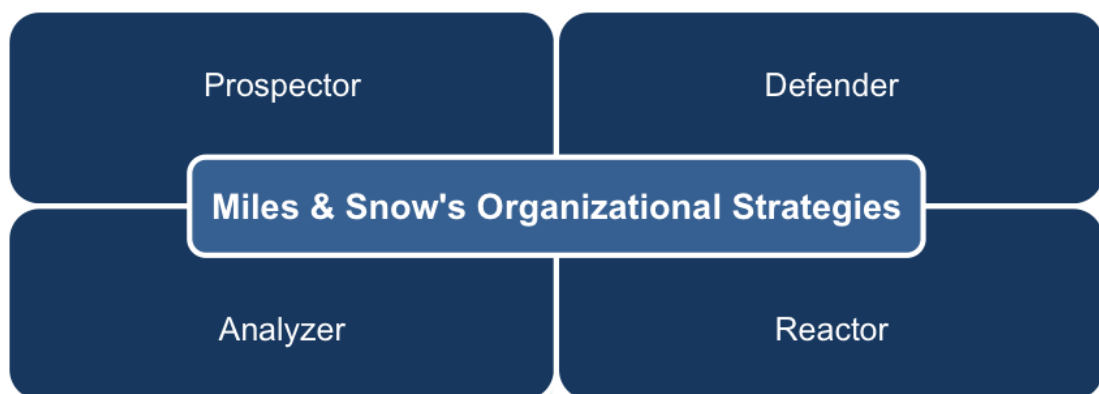 Prospector
Defender
Miles & Snow's Organizational Strategies
Analyzer
Reactor